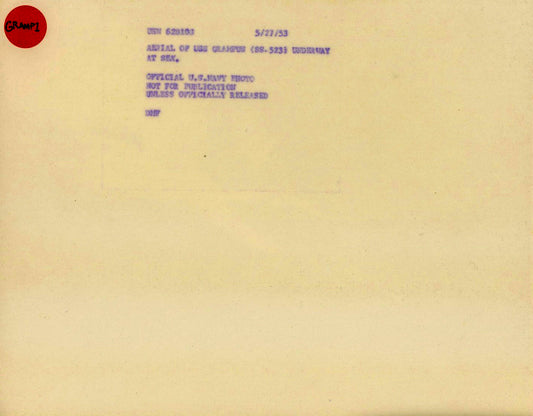 GRAMP1
USN 620103 5/27/53
AERIAL OF USS GRAMPUS (SS-523) UNDERWAY
AT SEA.
OFFICIAL U.S.NAVY PHOTO
NOT FOR PUBLICATION
UNLESS OFFICIALLY RELEASED